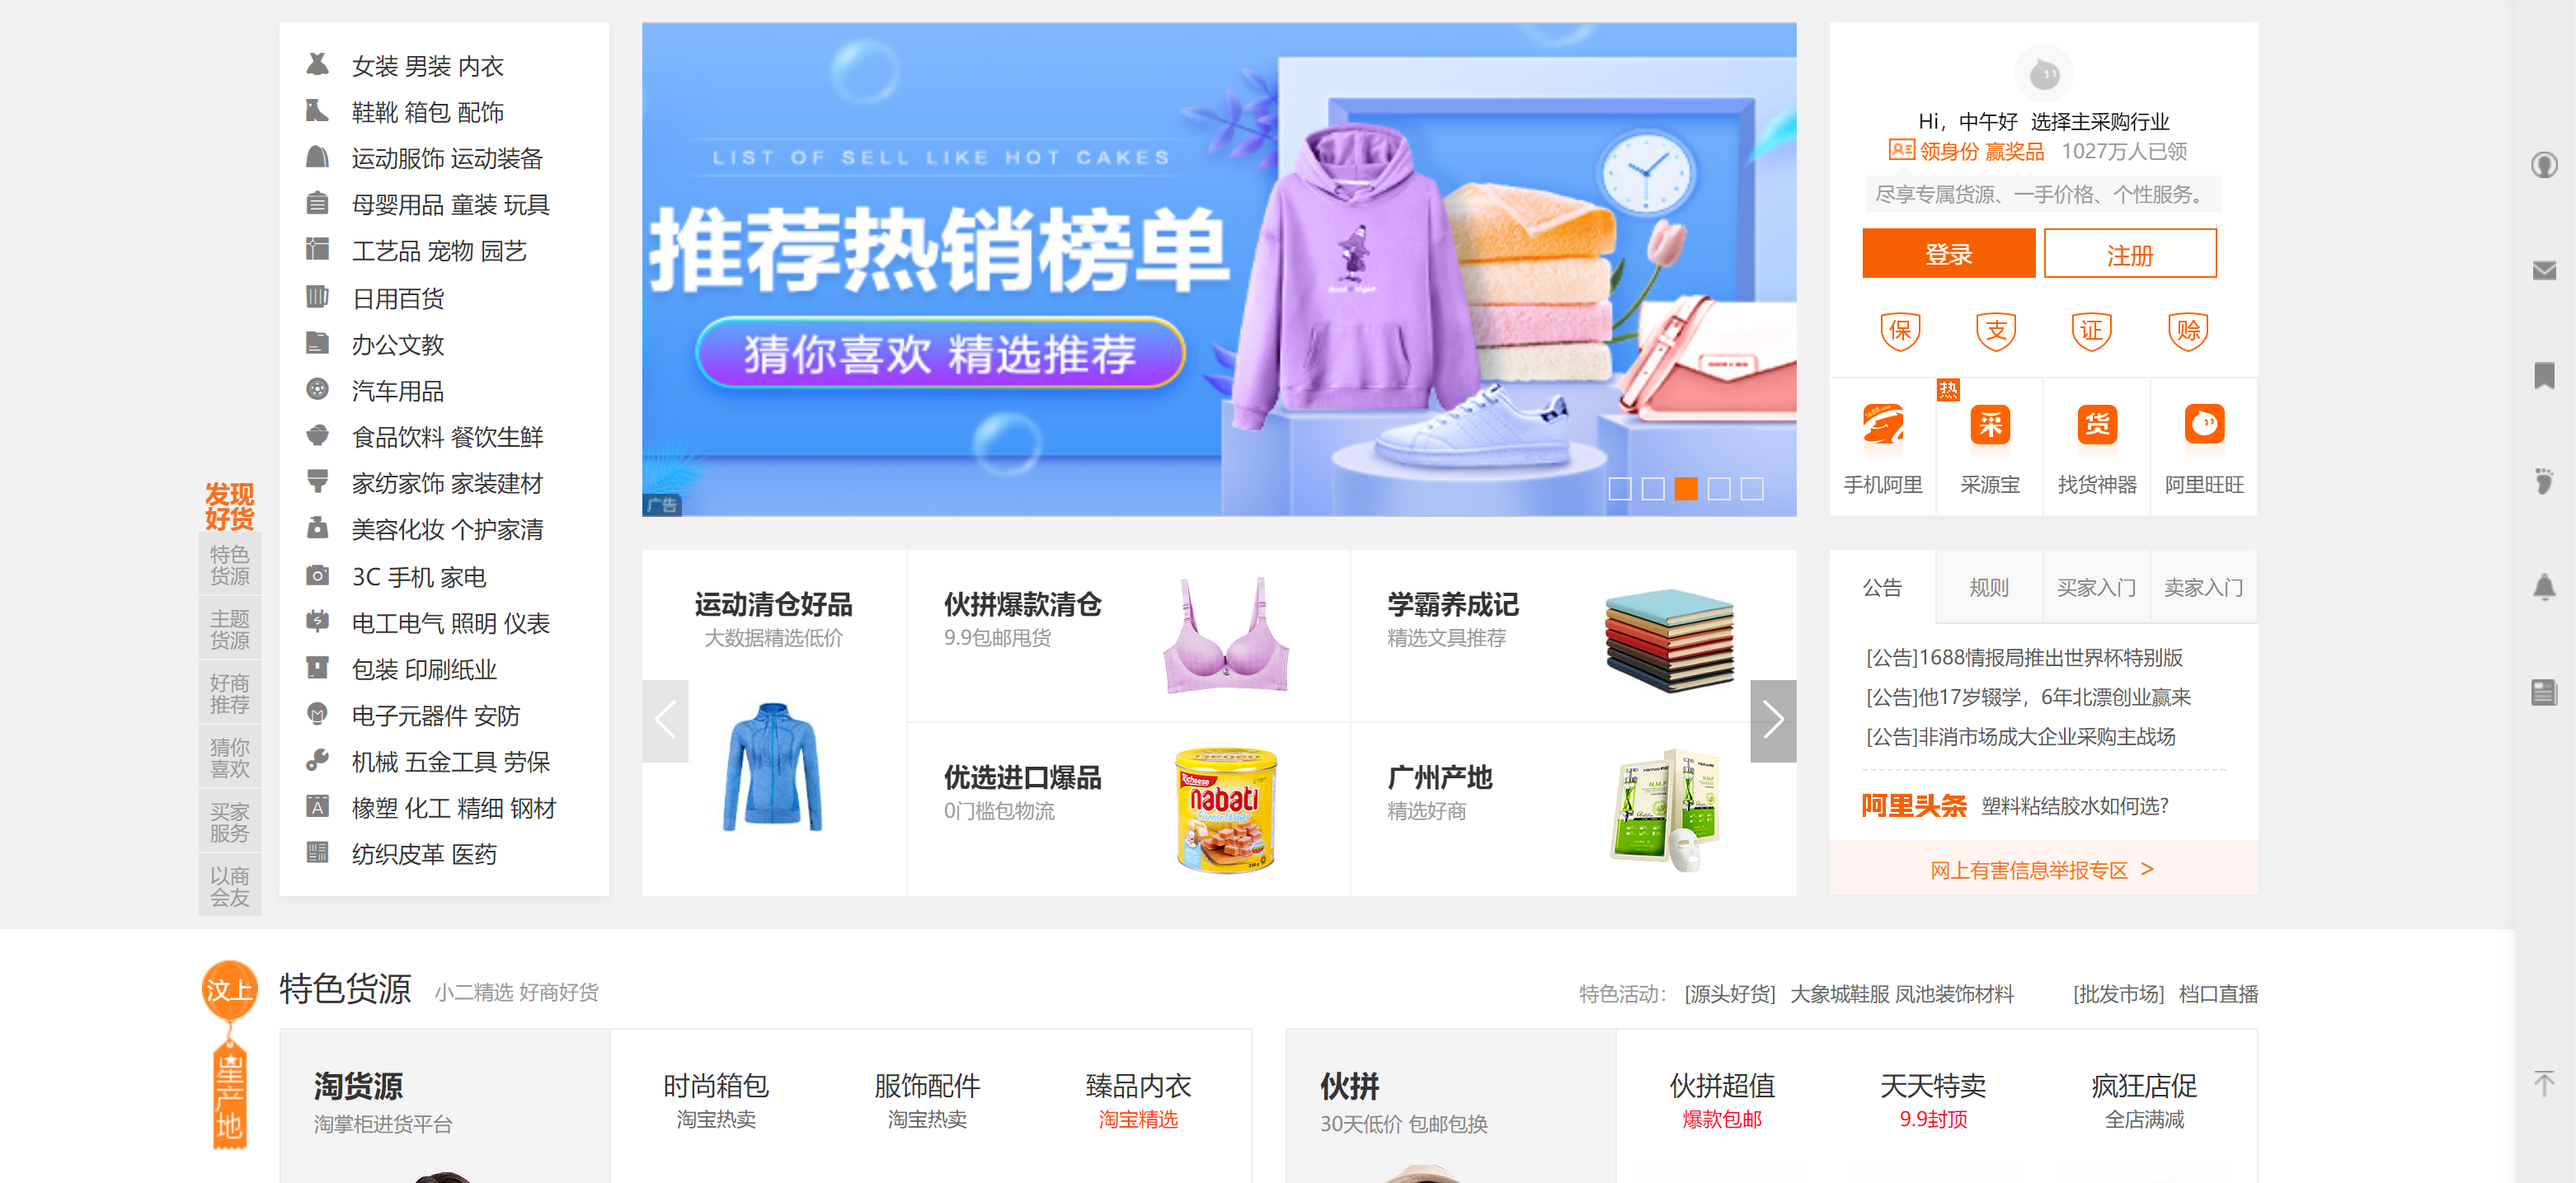 女装 男装 内衣
鞋靴 箱包 配饰
运动服饰 运动装备
母婴用品 童装 玩具
工艺品 宠物 园艺
日用百货
办公文教
汽车用品
食品饮料 餐饮生鲜
家纺家饰 家装建材
美容化妆 个护家清
3C 手机 家电
电工电气 照明 仪表
包装 印刷纸业
电子元器件 安防
机械 五金工具 劳保
橡塑 化工 精细 钢材
纺织皮革 医药
发现
好货
特色
货源
主题
货源
好商
推荐
猜你
喜欢
买家
服务
以商
会友
LIST OF SELL LIKE HOT CAKES
推荐热销榜单
猜你喜欢 精选推荐
广告
Hi，中午好 选择主采购行业
领身份 赢奖品 1027万人已领
尽享专属货源、一手价格、个性服务。
登录 注册
保 支 证 赊
热
采 货
手机阿里 采源宝 找货神器 阿里旺旺
运动清仓好品
大数据精选低价
伙拼爆款清仓
9.9包邮甩货
学霸养成记
精选文具推荐
优选进口爆品
0门槛包物流
Richeese
nabati
Cheese Wafer
广州产地
精选好商
公告 规则 买家入门 卖家入门
[公告]1688情报局推出世界杯特别版
[公告]他17岁辍学，6年北漂创业赢来
[公告]非消市场成大企业采购主战场
阿里头条 塑料粘结胶水如何选?
网上有害信息举报专区 >
汶上
星产地
特色货源 小二精选 好商好货
特色活动： [源头好货] 大象城鞋服 凤池装饰材料 [批发市场] 档口直播
淘货源
淘掌柜进货平台
时尚箱包 服饰配件 臻品内衣
淘宝热卖 淘宝热卖 淘宝精选
伙拼
30天低价 包邮包换
伙拼超值 天天特卖 疯狂店促
爆款包邮 9.9封顶 全店满减